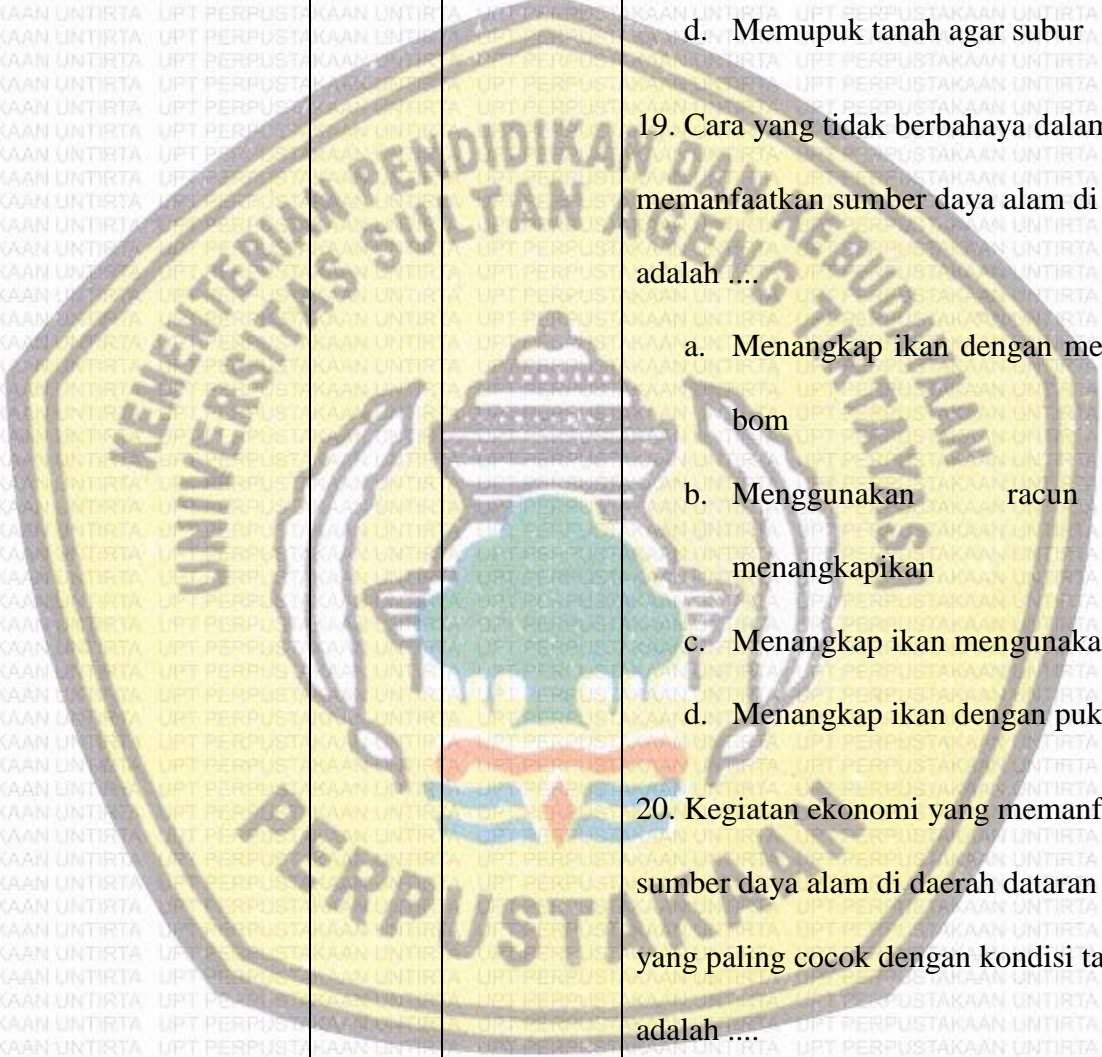 d. Memupuk tanah agar subur
19. Cara yang tidak berbahaya dalam
memanfaatkan sumber daya alam di
adalah ....
a. Menangkap ikan dengan me
bom
b. Menggunakan racun
menangkapikan
c. Menangkap ikan mengunaka
d. Menangkap ikan dengan puk
20. Kegiatan ekonomi yang memanf
sumber daya alam di daerah dataran
yang paling cocok dengan kondisi ta
adalah ....
KEMENTERIAN PENDIDIKAN DAN KEBUDAYAAN
UNIVERSITAS SULTAN AGENG TIRTAYASA
PERPUSTAKAAN
UPT PERPUSTAKAAN UNTIRTA